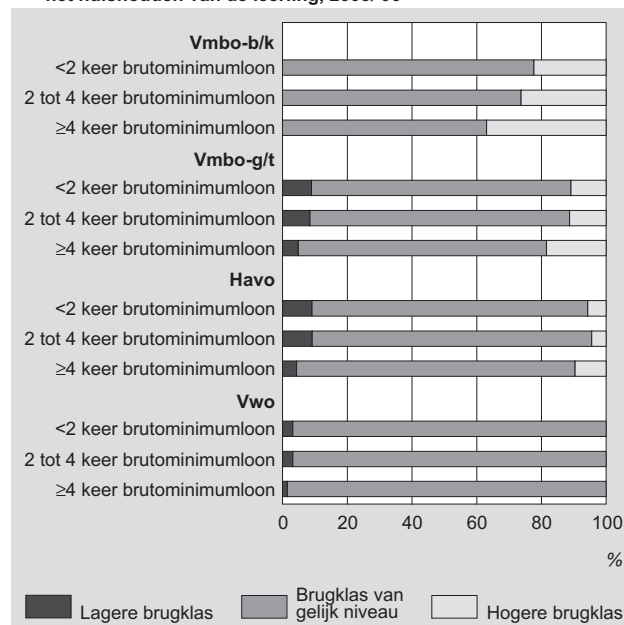 het huishouden van de leerling, 2005/'06
Vmbo-b/k
<2 keer brutominimumloon
2 tot 4 keer brutominimumloon
≥4 keer brutominimumloon
Vmbo-g/t
<2 keer brutominimumloon
2 tot 4 keer brutominimumloon
≥4 keer brutominimumloon
Havo
<2 keer brutominimumloon
2 tot 4 keer brutominimumloon
≥4 keer brutominimumloon
Vwo
<2 keer brutominimumloon
2 tot 4 keer brutominimumloon
≥4 keer brutominimumloon
0 20 40 60 80 100
%
Lagere brugklas
Brugklas van
gelijk niveau
Hogere brugklas